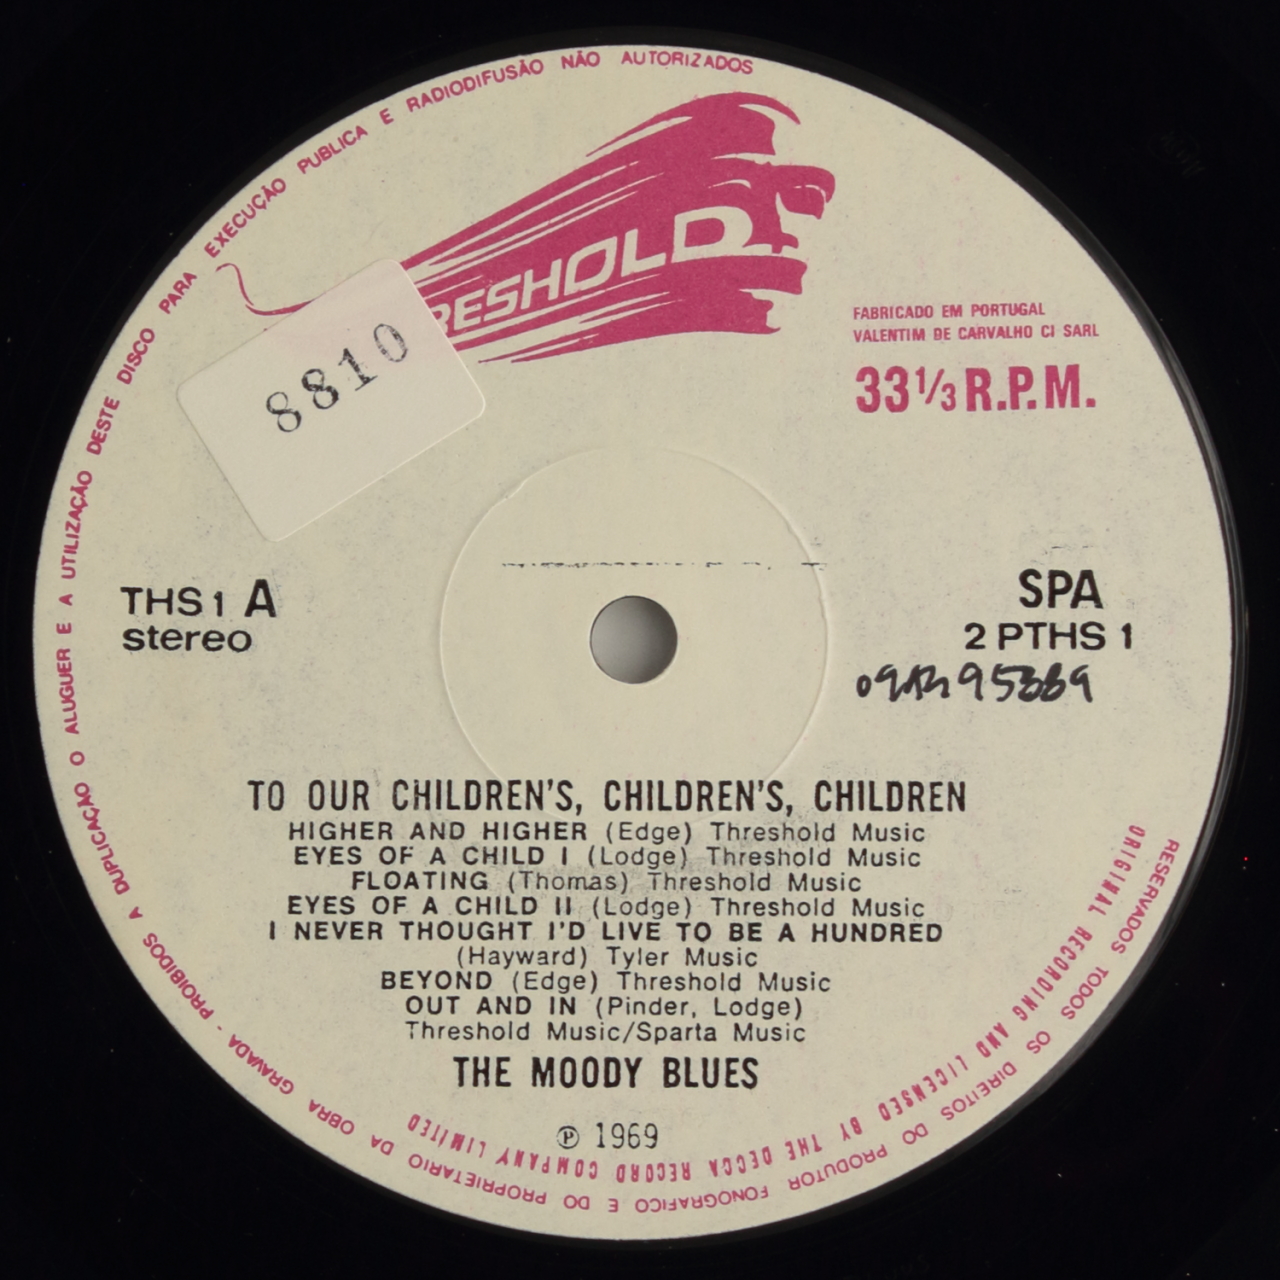 RESERVADOS TODOS OS DIREITOS DO PRODUTOR FONOGRAFICO E DO PROPRIETARIO DA OBRA GRAVADA - PROIBIDOS A DUPLICAÇÃO O ALUGUER E A UTILIZAÇÃO DESTE DISCO PARA EXECUÇÃO PUBLICA E RADIODIFUSÃO NÃO AUTORIZADOS
RESHOLD
8810
FABRICADO EM PORTUGAL
VALENTIM DE CARVALHO CI SARL
33 1/3 R.P.M.
THS 1 A
stereo
SPA
2 PTHS 1
TO OUR CHILDREN'S, CHILDREN'S, CHILDREN
HIGHER AND HIGHER (Edge) Threshold Music
EYES OF A CHILD I (Lodge) Threshold Music
FLOATING (Thomas) Threshold Music
EYES OF A CHILD II (Lodge) Threshold Music
I NEVER THOUGHT I'D LIVE TO BE A HUNDRED
(Hayward) Tyler Music
BEYOND (Edge) Threshold Music
OUT AND IN (Pinder, Lodge)
Threshold Music/Sparta Music
THE MOODY BLUES
℗ 1969
ORIGINAL RECORDING AND LICENSED BY THE DECCA RECORD COMPANY LIMITED